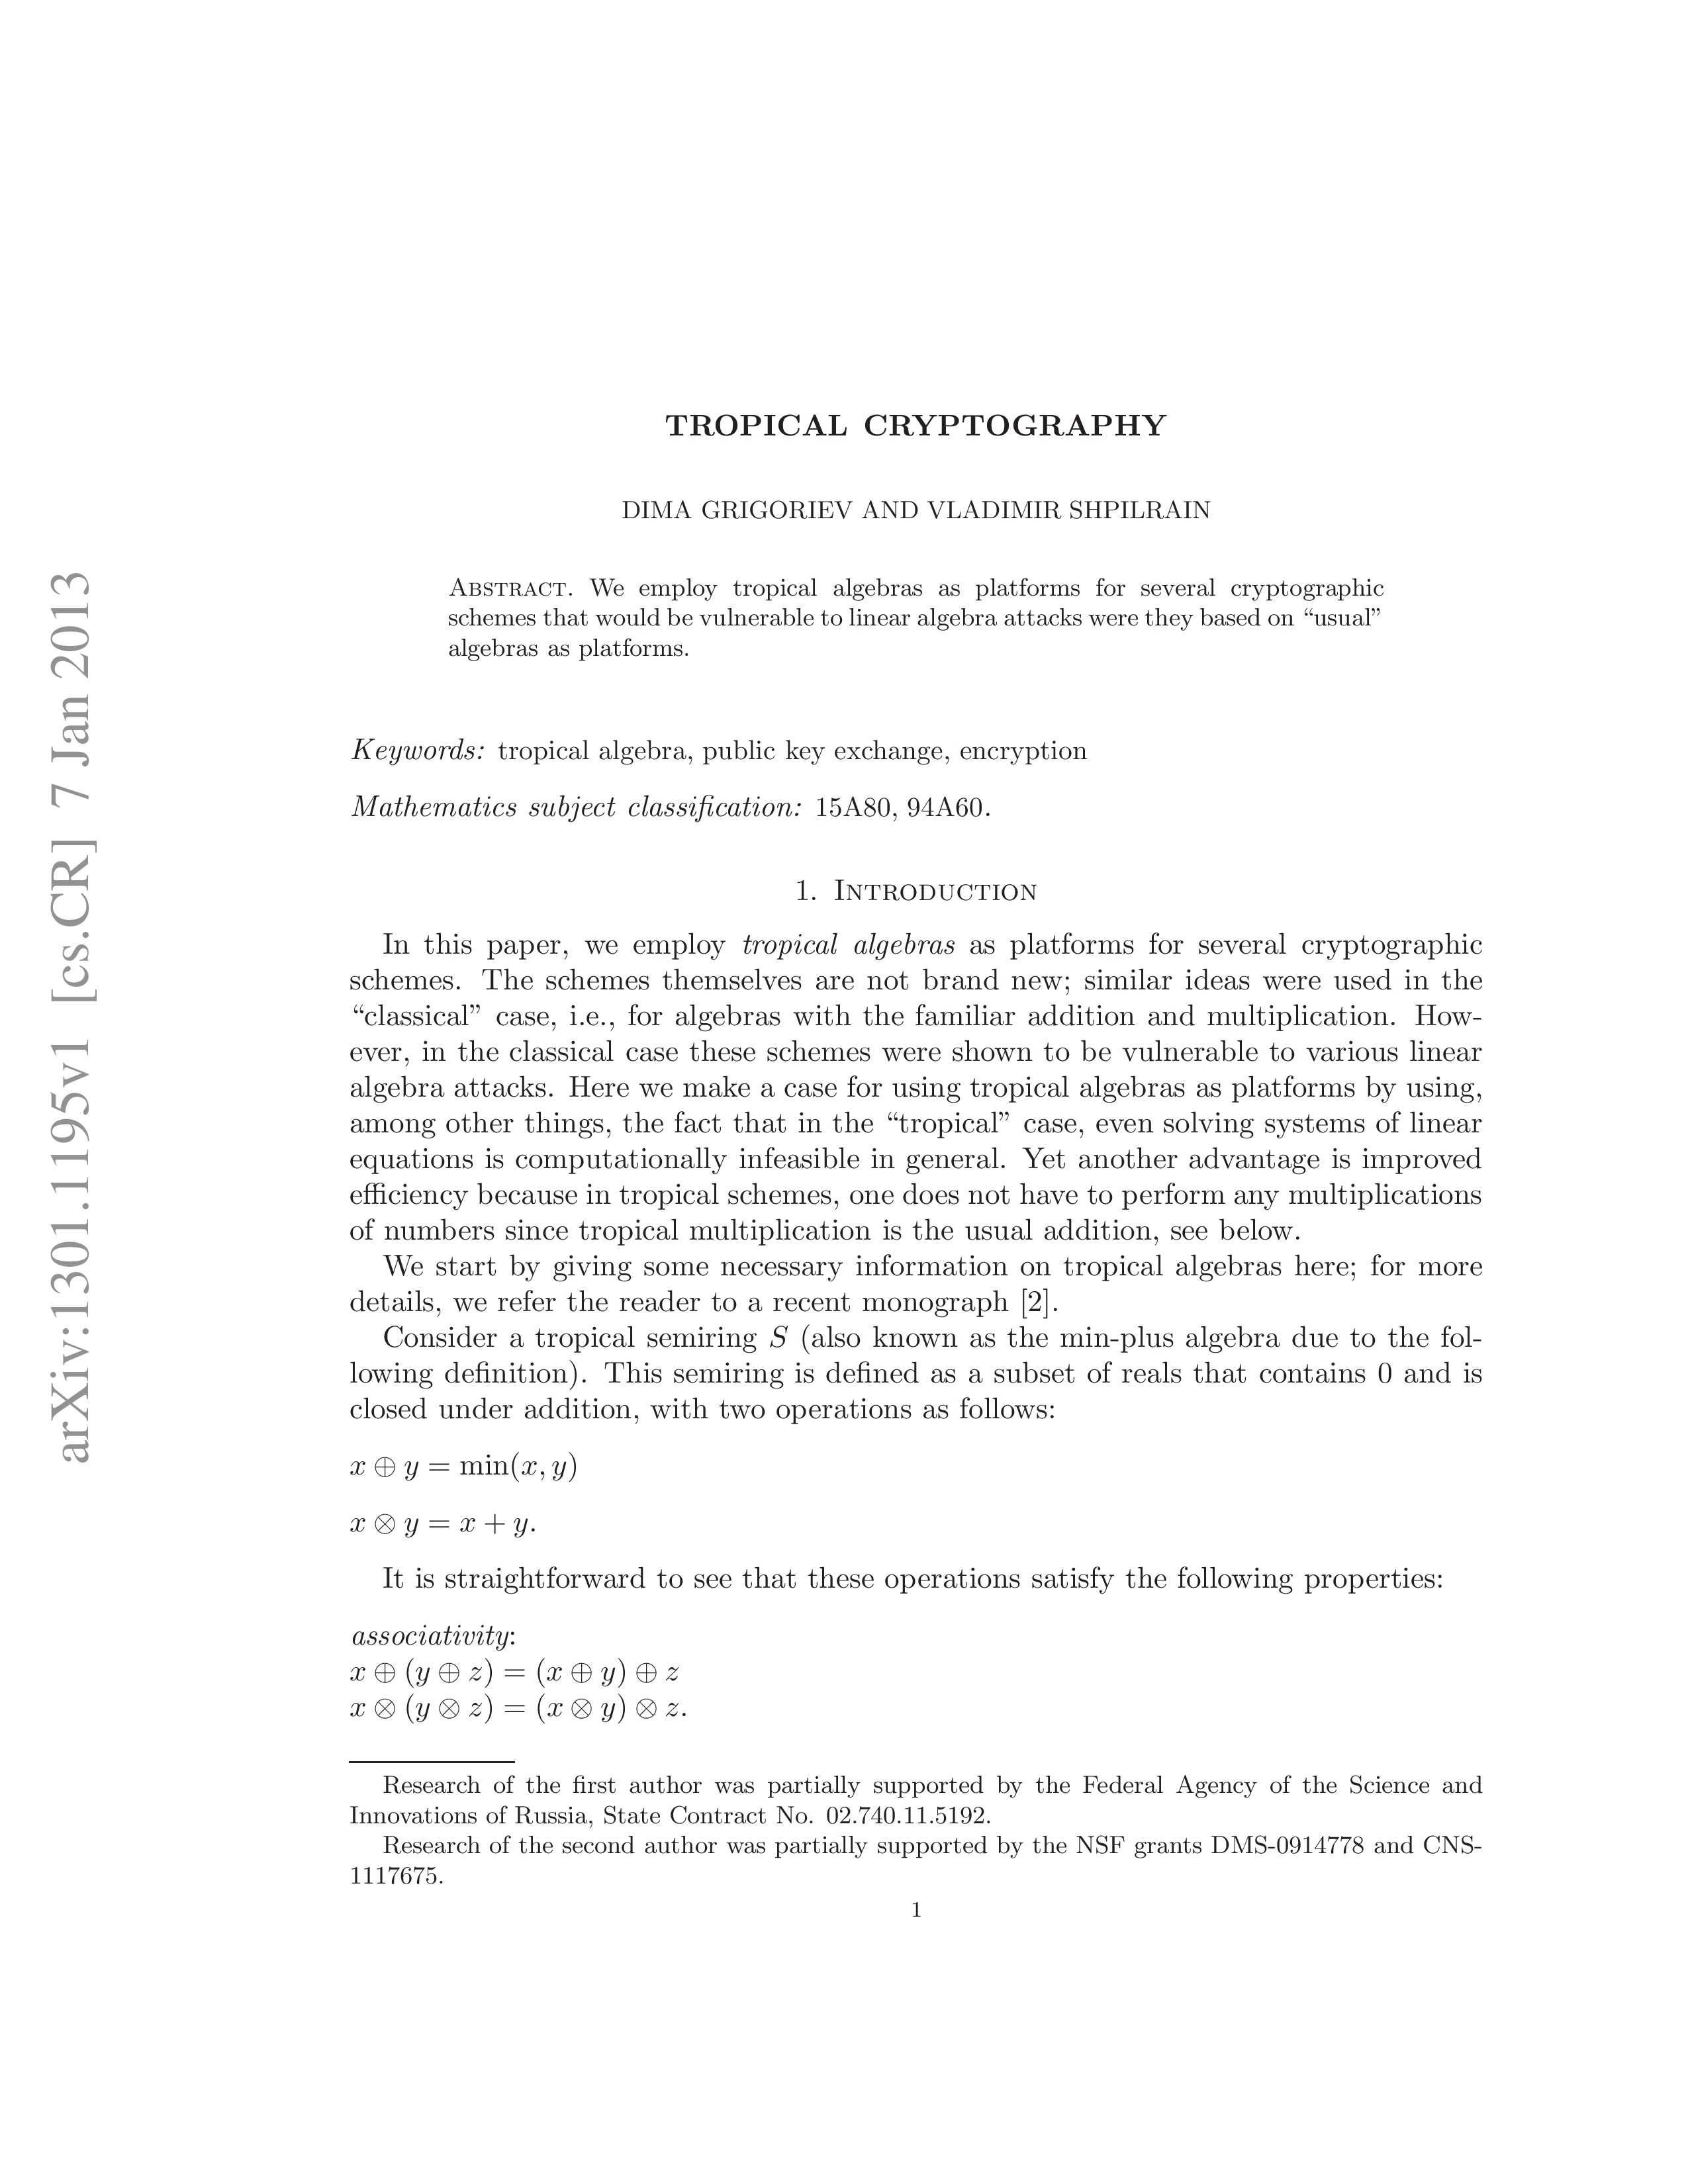 TROPICAL CRYPTOGRAPHY
DIMA GRIGORIEV AND VLADIMIR SHPILRAIN
Abstract. We employ tropical algebras as platforms for several cryptographic
schemes that would be vulnerable to linear algebra attacks were they based on “usual”
algebras as platforms.
Keywords: tropical algebra, public key exchange, encryption
Mathematics subject classification: 15A80, 94A60.
1. Introduction
In this paper, we employ tropical algebras as platforms for several cryptographic
schemes. The schemes themselves are not brand new; similar ideas were used in the
“classical” case, i.e., for algebras with the familiar addition and multiplication. How-
ever, in the classical case these schemes were shown to be vulnerable to various linear
algebra attacks. Here we make a case for using tropical algebras as platforms by using,
among other things, the fact that in the “tropical” case, even solving systems of linear
equations is computationally infeasible in general. Yet another advantage is improved
efficiency because in tropical schemes, one does not have to perform any multiplications
of numbers since tropical multiplication is the usual addition, see below.
We start by giving some necessary information on tropical algebras here; for more
details, we refer the reader to a recent monograph [2].
Consider a tropical semiring S (also known as the min-plus algebra due to the fol-
lowing definition). This semiring is defined as a subset of reals that contains 0 and is
closed under addition, with two operations as follows:
x ⊕ y = min(x, y)
x ⊗ y = x + y.
It is straightforward to see that these operations satisfy the following properties:
associativity:
x ⊕ (y ⊕ z) = (x ⊕ y) ⊕ z
x ⊗ (y ⊗ z) = (x ⊗ y) ⊗ z.
Research of the first author was partially supported by the Federal Agency of the Science and
Innovations of Russia, State Contract No. 02.740.11.5192.
Research of the second author was partially supported by the NSF grants DMS-0914778 and CNS-
1117675.
1
arXiv:1301.1195v1 [cs.CR] 7 Jan 2013